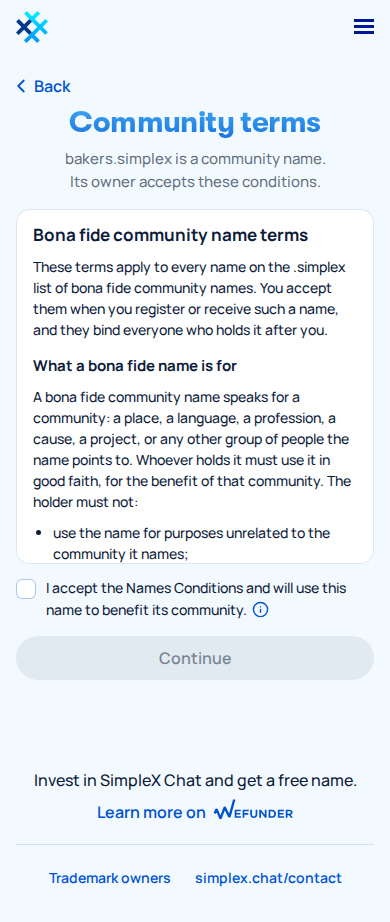 Back
Community terms
bakers.simplex is a community name.
Its owner accepts these conditions.
Bona fide community name terms
These terms apply to every name on the .simplex
list of bona fide community names. You accept
them when you register or receive such a name,
and they bind everyone who holds it after you.
What a bona fide name is for
A bona fide community name speaks for a
community: a place, a language, a profession, a
cause, a project, or any other group of people the
name points to. Whoever holds it must use it in
good faith, for the benefit of that community. The
holder must not:
• use the name for purposes unrelated to the
community it names;
I accept the Names Conditions and will use this
name to benefit its community.
Continue
Invest in SimpleX Chat and get a free name.
Learn more on WEFUNDER
Trademark owners simplex.chat/contact